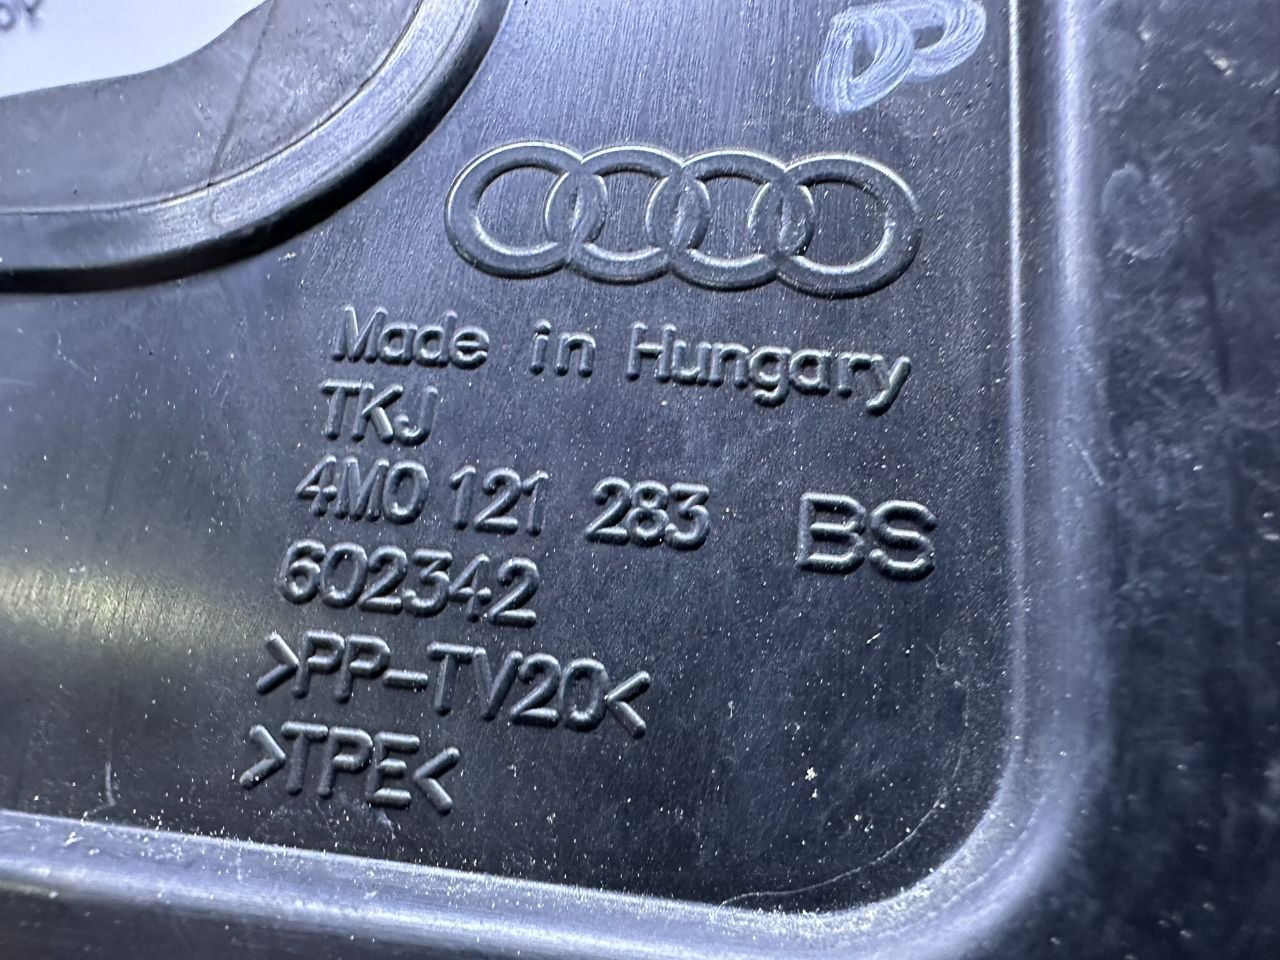 Made in Hungary
TKJ
4M0 121 283 BS
602342
>PP-TV20<
>TPE<